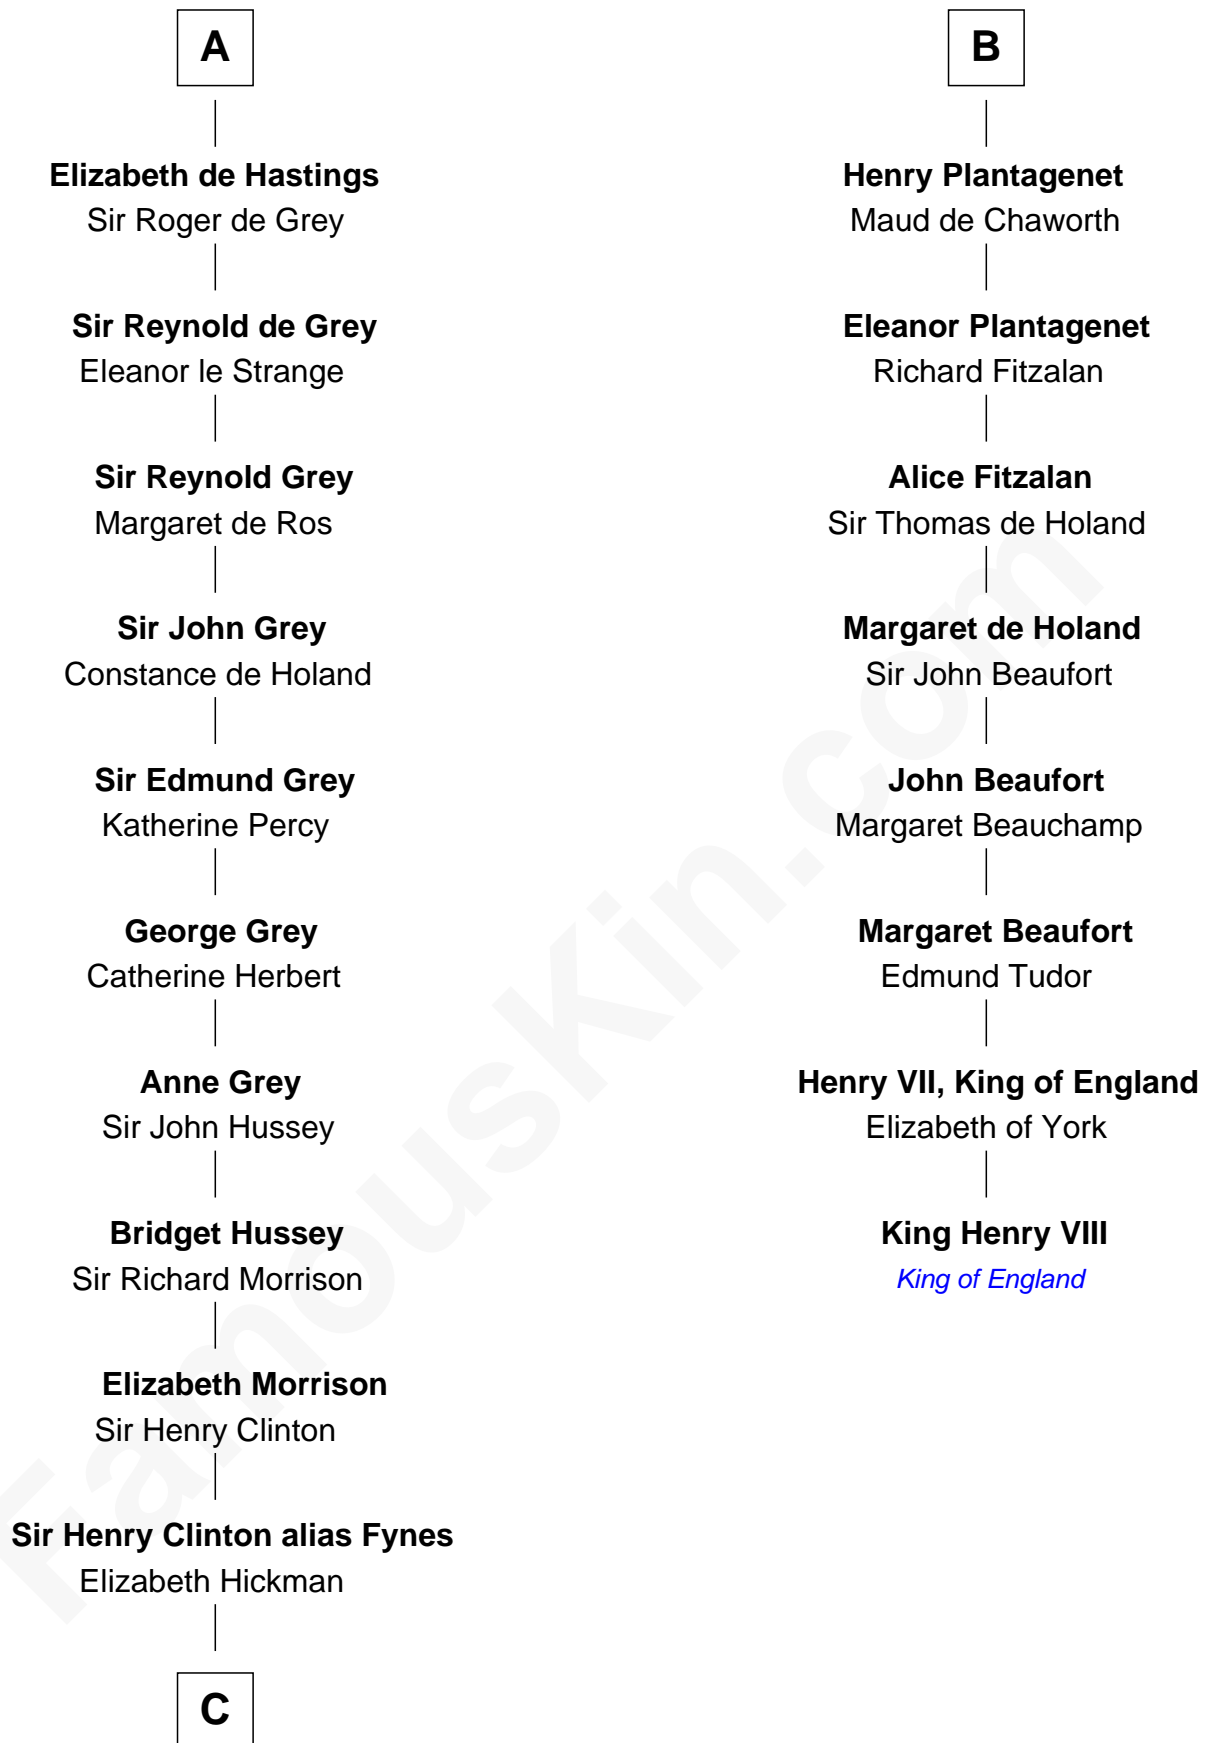 A
Elizabeth de Hastings
Sir Roger de Grey
Sir Reynold de Grey
Eleanor le Strange
Sir Reynold Grey
Margaret de Ros
Sir John Grey
Constance de Holand
Sir Edmund Grey
Katherine Percy
George Grey
Catherine Herbert
Anne Grey
Sir John Hussey
Bridget Hussey
Sir Richard Morrison
Elizabeth Morrison
Sir Henry Clinton
Sir Henry Clinton alias Fynes
Elizabeth Hickman
C
B
Henry Plantagenet
Maud de Chaworth
Eleanor Plantagenet
Richard Fitzalan
Alice Fitzalan
Sir Thomas de Holand
Margaret de Holand
Sir John Beaufort
John Beaufort
Margaret Beauchamp
Margaret Beaufort
Edmund Tudor
Henry VII, King of England
Elizabeth of York
King Henry VIII
King of England
FamousKin.com